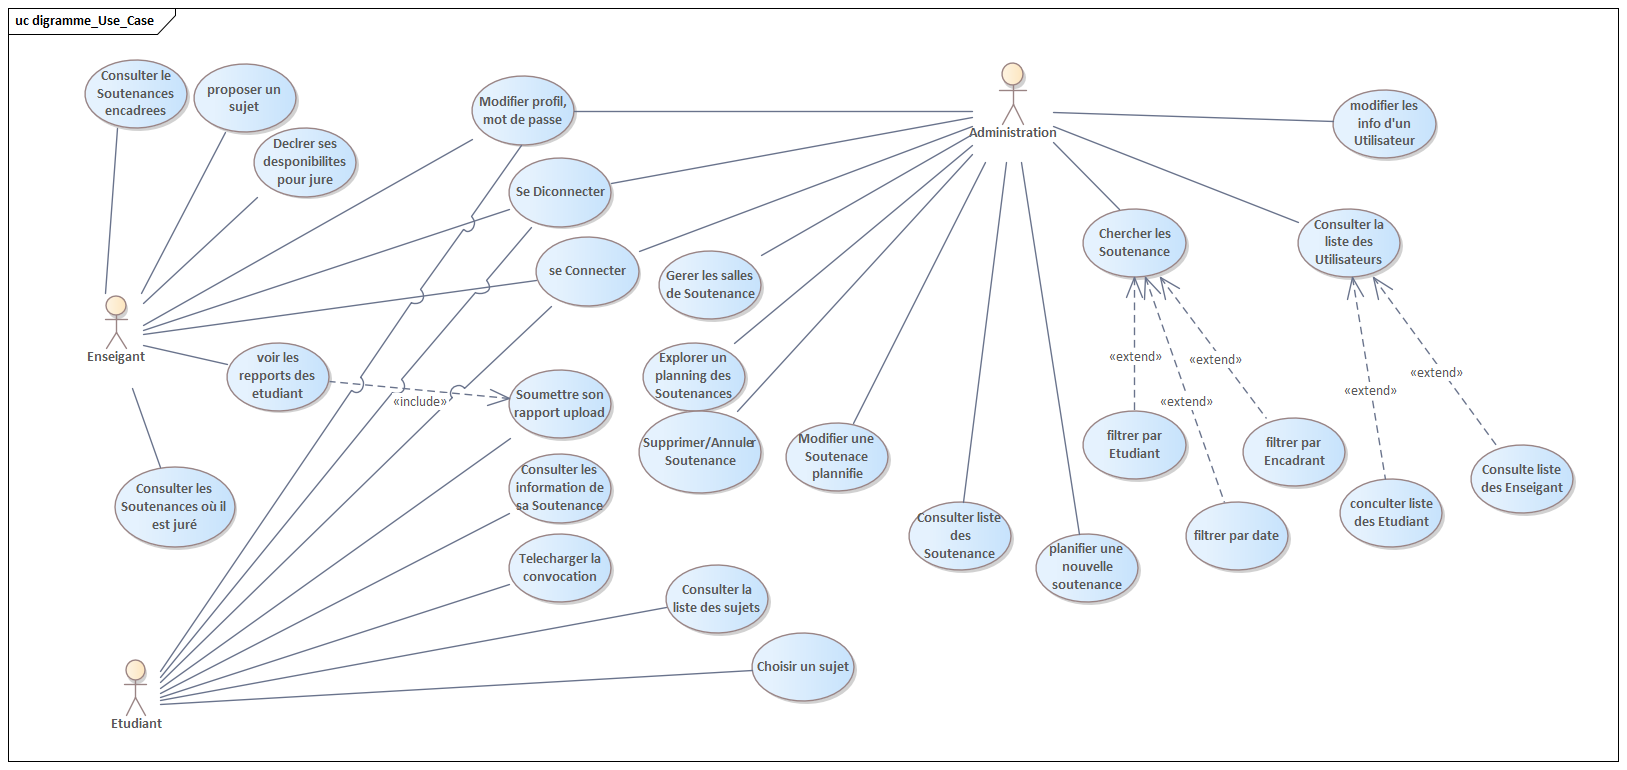 uc digramme_Use_Case
Consulter le
Soutenances
encadrees
proposer un
sujet
Declrer ses
desponibilites
pour jure
Modifier profil,
mot de passe
Se Diconnecter
se Connecter
Administration
modifier les
info d'un
Utilisateur
Chercher les
Soutenance
Consulter la
liste des
Utilisateurs
Gerer les salles
de Soutenance
Enseigant
voir les
repports des
etudiant
«include»
Soumettre son
rapport upload
Explorer un
planning des
Soutenances
Supprimer/Annuler
Soutenance
Modifier une
Soutenace
plannifie
«extend»
«extend»
«extend»
«extend»
«extend»
filtrer par
Etudiant
filtrer par
Encadrant
filtrer par date
conculter liste
des Etudiant
Consulte liste
des Enseigant
Consulter les
Soutenances où il
est juré
Consulter les
information de
sa Soutenance
Telecharger la
convocation
Consulter liste
des
Soutenance
planifier une
nouvelle
soutenance
Consulter la
liste des sujets
Choisir un sujet
Etudiant